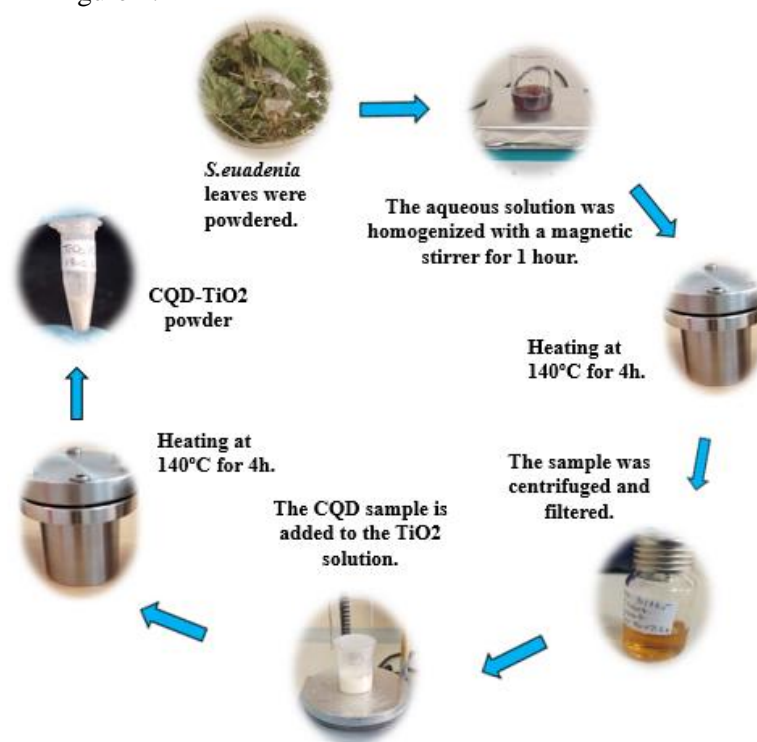 S.euadenia
leaves were
powdered.
The aqueous solution was
homogenized with a magnetic
stirrer for 1 hour.
Heating at
140°C for 4h.
The sample was
centrifuged and
filtered.
The CQD sample is
added to the TiO2
solution.
Heating at
140°C for 4h.
CQD-TiO2
powder